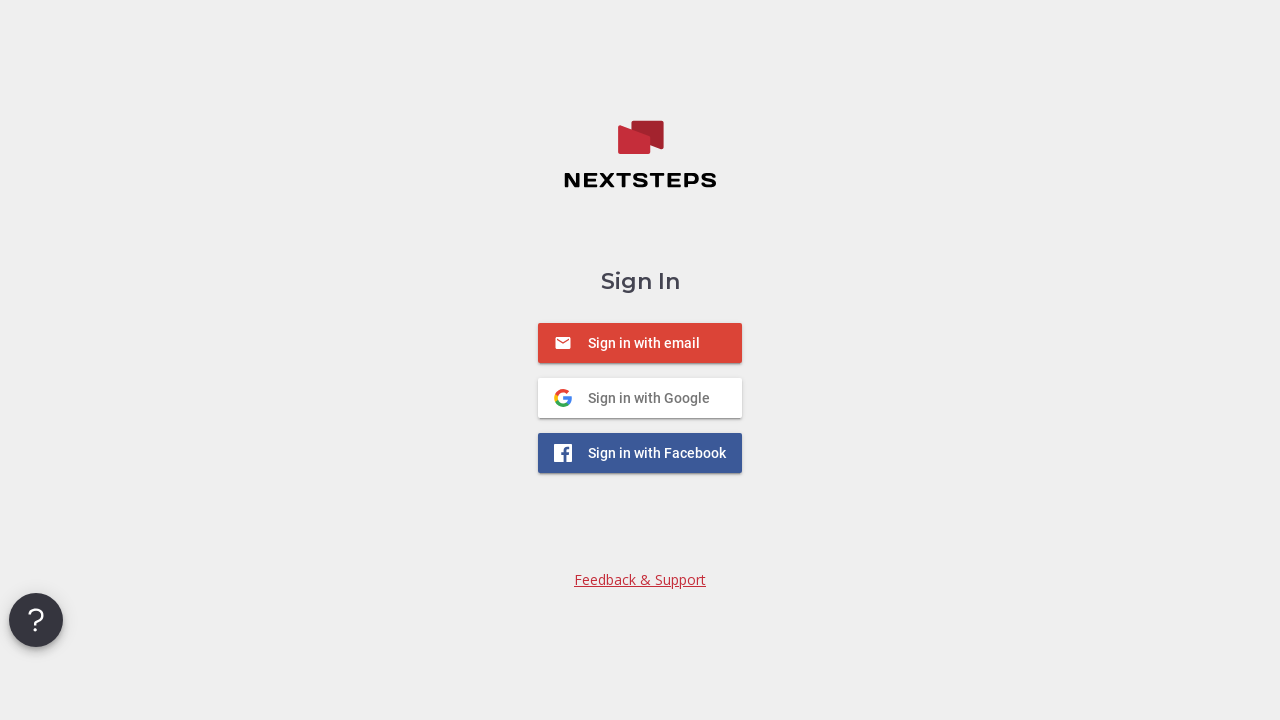 NEXTSTEPS
Sign In
Sign in with email
Sign in with Google
Sign in with Facebook
Feedback & Support
?